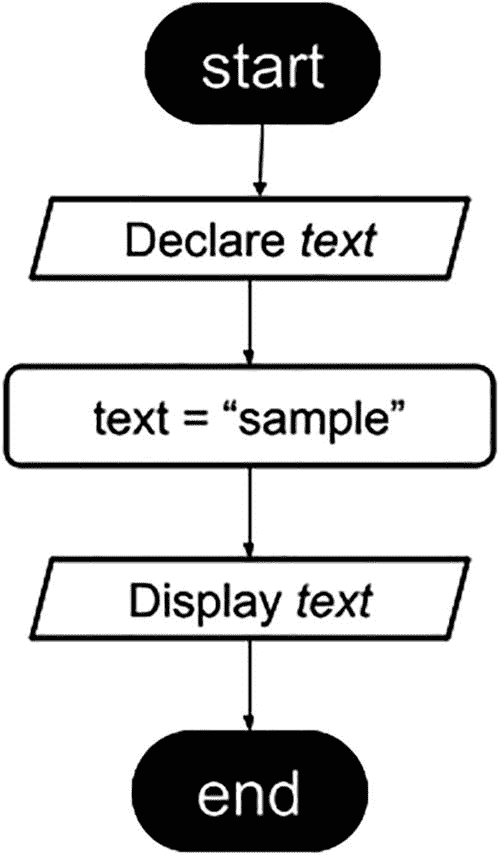 start
Declare text
text = “sample”
Display text
end